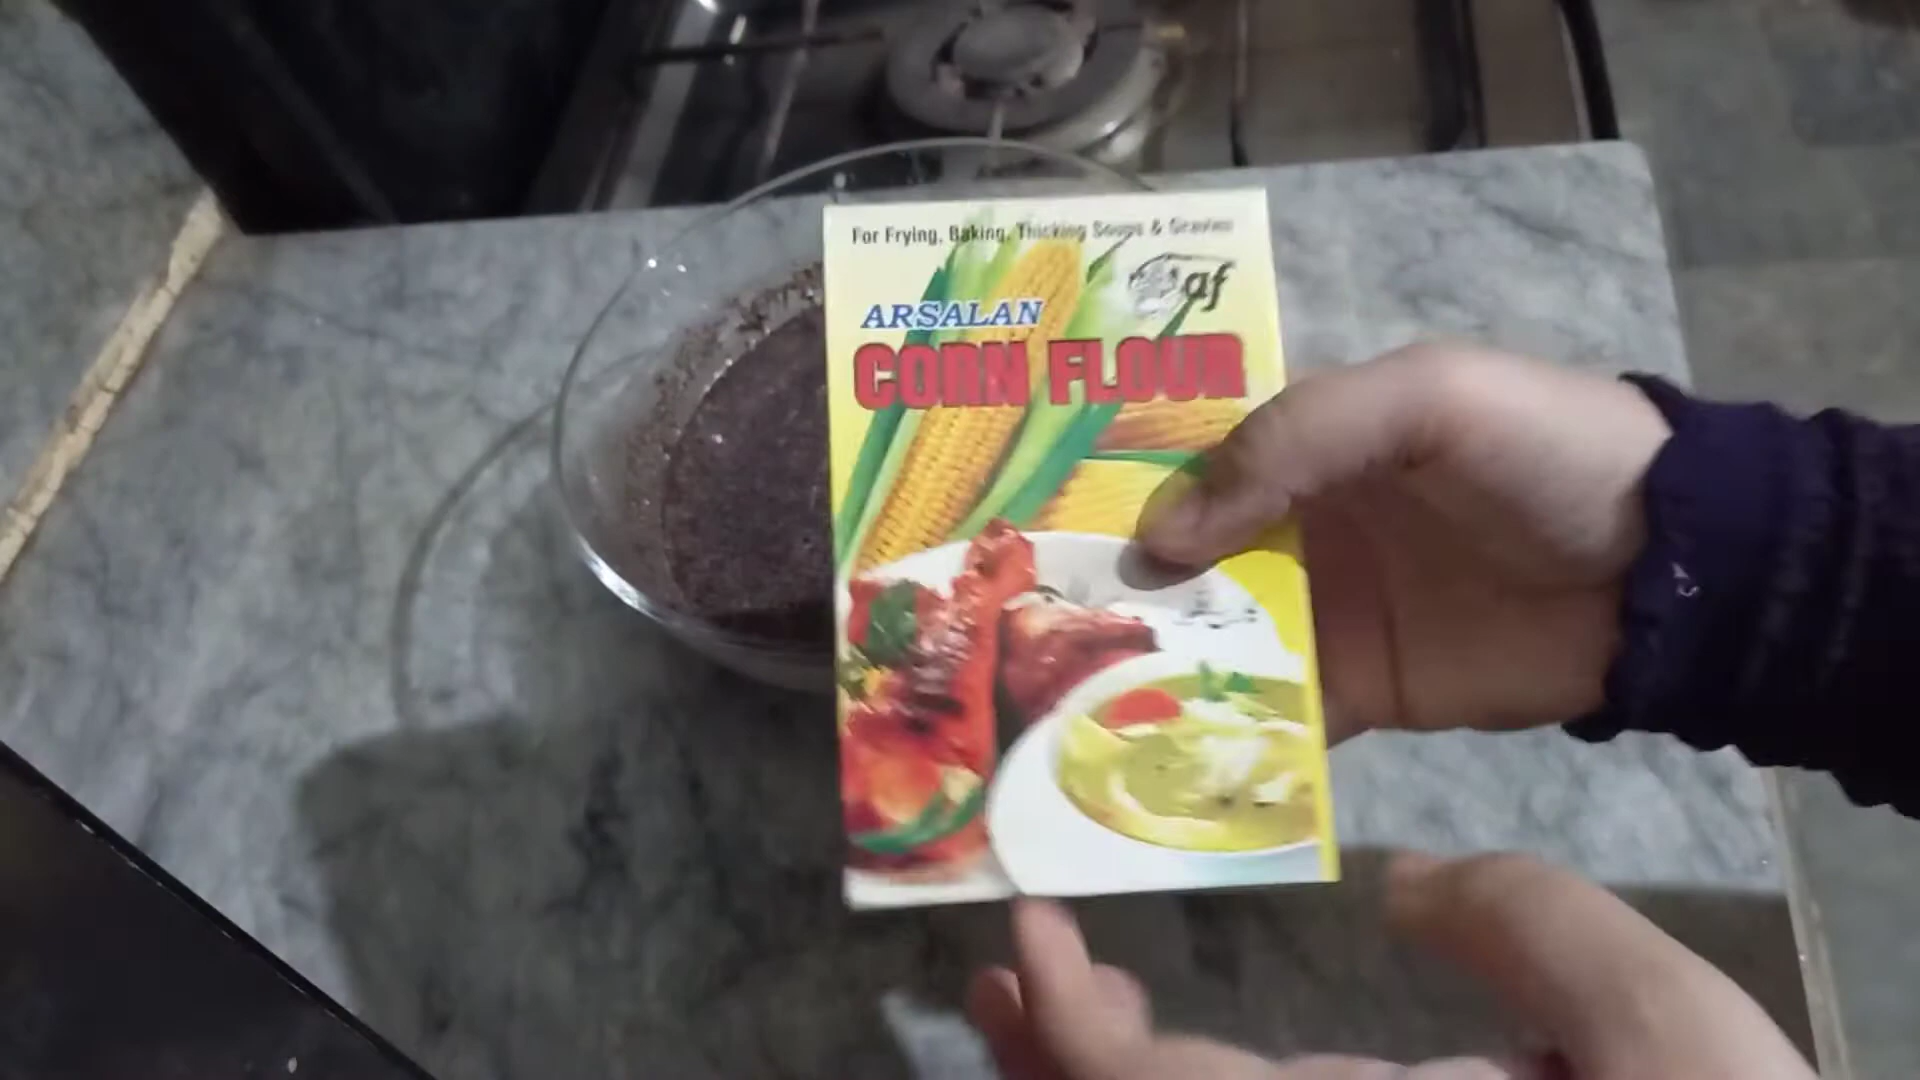 For Frying, Baking, Thicking Soups & Gravies
af
ARSALAN
CORN FLOUR